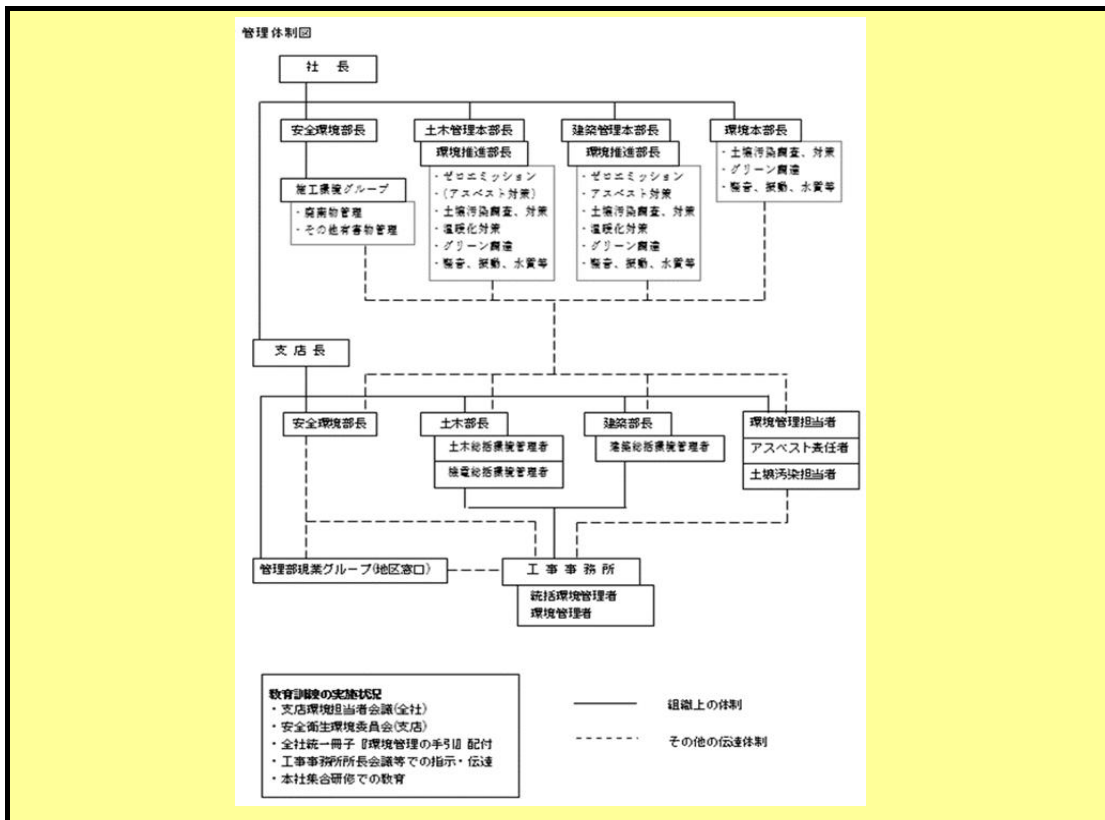 管理体制図
社 長
安全環境部長
土木管理本部長
建築管理本部長
環境本部長
環境推進部長
環境推進部長
・土壌汚染調査、対策
・グリーン調達
・騒音、振動、水質等
・ゼロエミッション
・(アスベスト対策)
・土壌汚染調査、対策
・温暖化対策
・グリーン調達
・騒音、振動、水質等
・ゼロエミッション
・アスベスト対策
・土壌汚染調査、対策
・温暖化対策
・グリーン調達
・騒音、振動、水質等
施工環境グループ
・廃棄物管理
・その他有害物管理
支 店 長
安全環境部長
土木部長
建築部長
環境管理担当者
土木総括環境管理者
建築総括環境管理者
アスベスト責任者
機電総括環境管理者
土壌汚染担当者
管理部現業グループ(地区窓口)
工 事 事 務 所
統括環境管理者
環境管理者
教育訓練の実施状況
・支店環境担当者会議(全社)
・安全衛生環境委員会(支店)
・全社統一冊子『環境管理の手引』配付
・工事事務所所長会議等での指示・伝達
・本社集合研修での教育
組織上の体制
その他の伝達体制